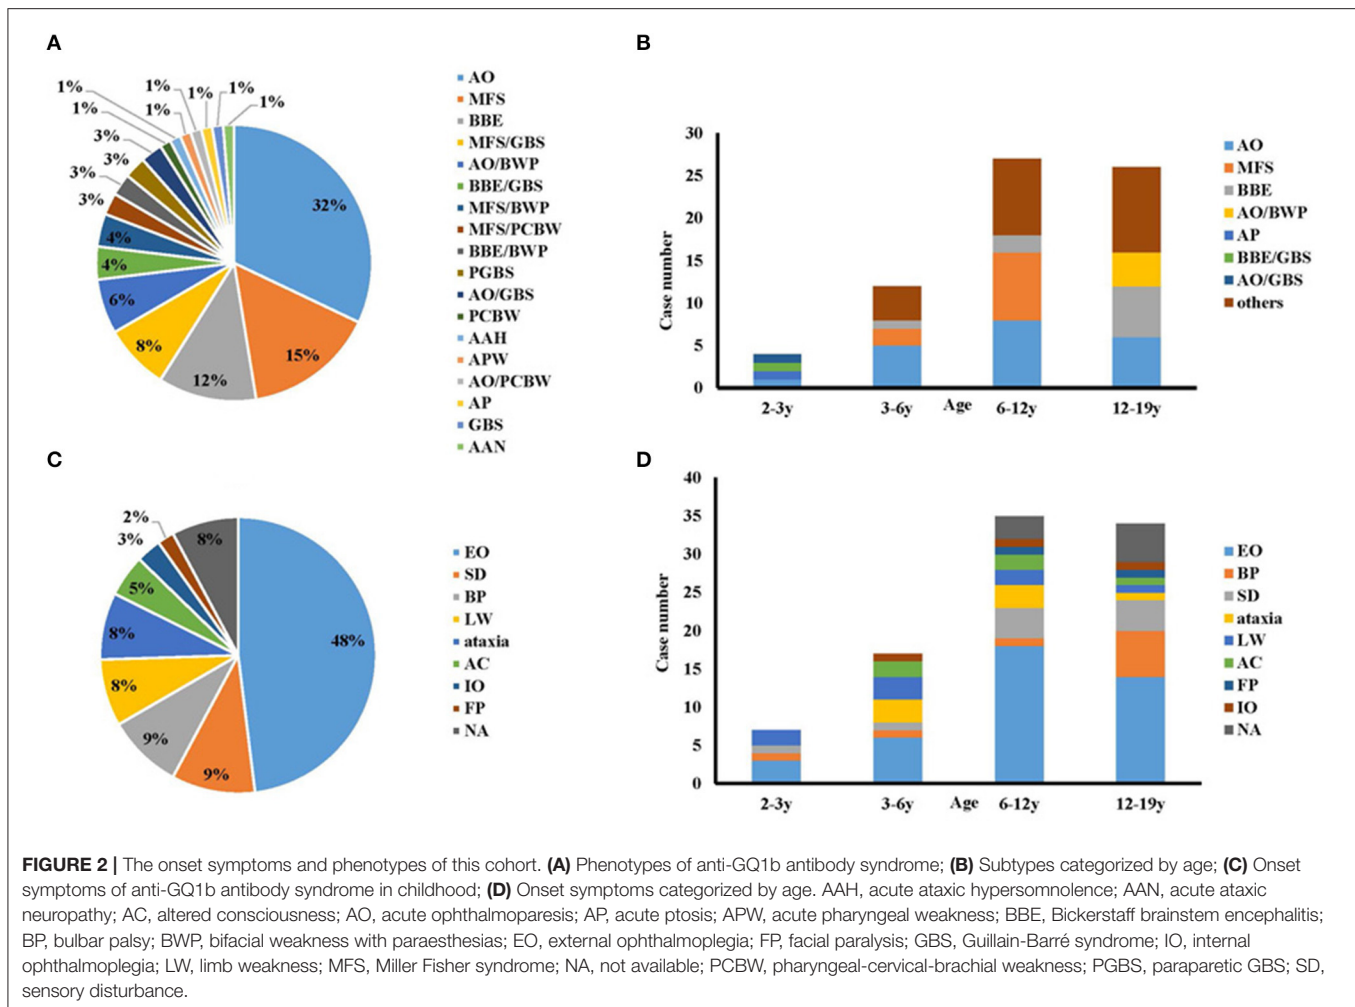 A
1%
1%
1%
1%
1%
1%
1%
3%
3%
3%
3%
4%
4%
6%
8%
12%
15%
32%
AO
MFS
BBE
MFS/GBS
AO/BWP
BBE/GBS
MFS/BWP
MFS/PCBW
BBE/BWP
PGBS
AO/GBS
PCBW
AAH
APW
AO/PCBW
AP
GBS
AAN
B
Case number
30
25
20
15
10
5
0
2-3y
3-6y
Age
6-12y
12-19y
AO
MFS
BBE
AO/BWP
AP
BBE/GBS
AO/GBS
others
C
2%
3%
5%
8%
8%
9%
9%
8%
48%
EO
SD
BP
LW
ataxia
AC
IO
FP
NA
D
Case number
40
35
30
25
20
15
10
5
0
2-3y
3-6y
Age
6-12y
12-19y
EO
BP
SD
ataxia
LW
AC
FP
IO
NA
FIGURE 2 | The onset symptoms and phenotypes of this cohort. (A) Phenotypes of anti-GQ1b antibody syndrome; (B) Subtypes categorized by age; (C) Onset
symptoms of anti-GQ1b antibody syndrome in childhood; (D) Onset symptoms categorized by age. AAH, acute ataxic hypersomnolence; AAN, acute ataxic
neuropathy; AC, altered consciousness; AO, acute ophthalmoparesis; AP, acute ptosis; APW, acute pharyngeal weakness; BBE, Bickerstaff brainstem encephalitis;
BP, bulbar palsy; BWP, bifacial weakness with paraesthesias; EO, external ophthalmoplegia; FP, facial paralysis; GBS, Guillain-Barré syndrome; IO, internal
ophthalmoplegia; LW, limb weakness; MFS, Miller Fisher syndrome; NA, not available; PCBW, pharyngeal-cervical-brachial weakness; PGBS, paraparetic GBS; SD,
sensory disturbance.